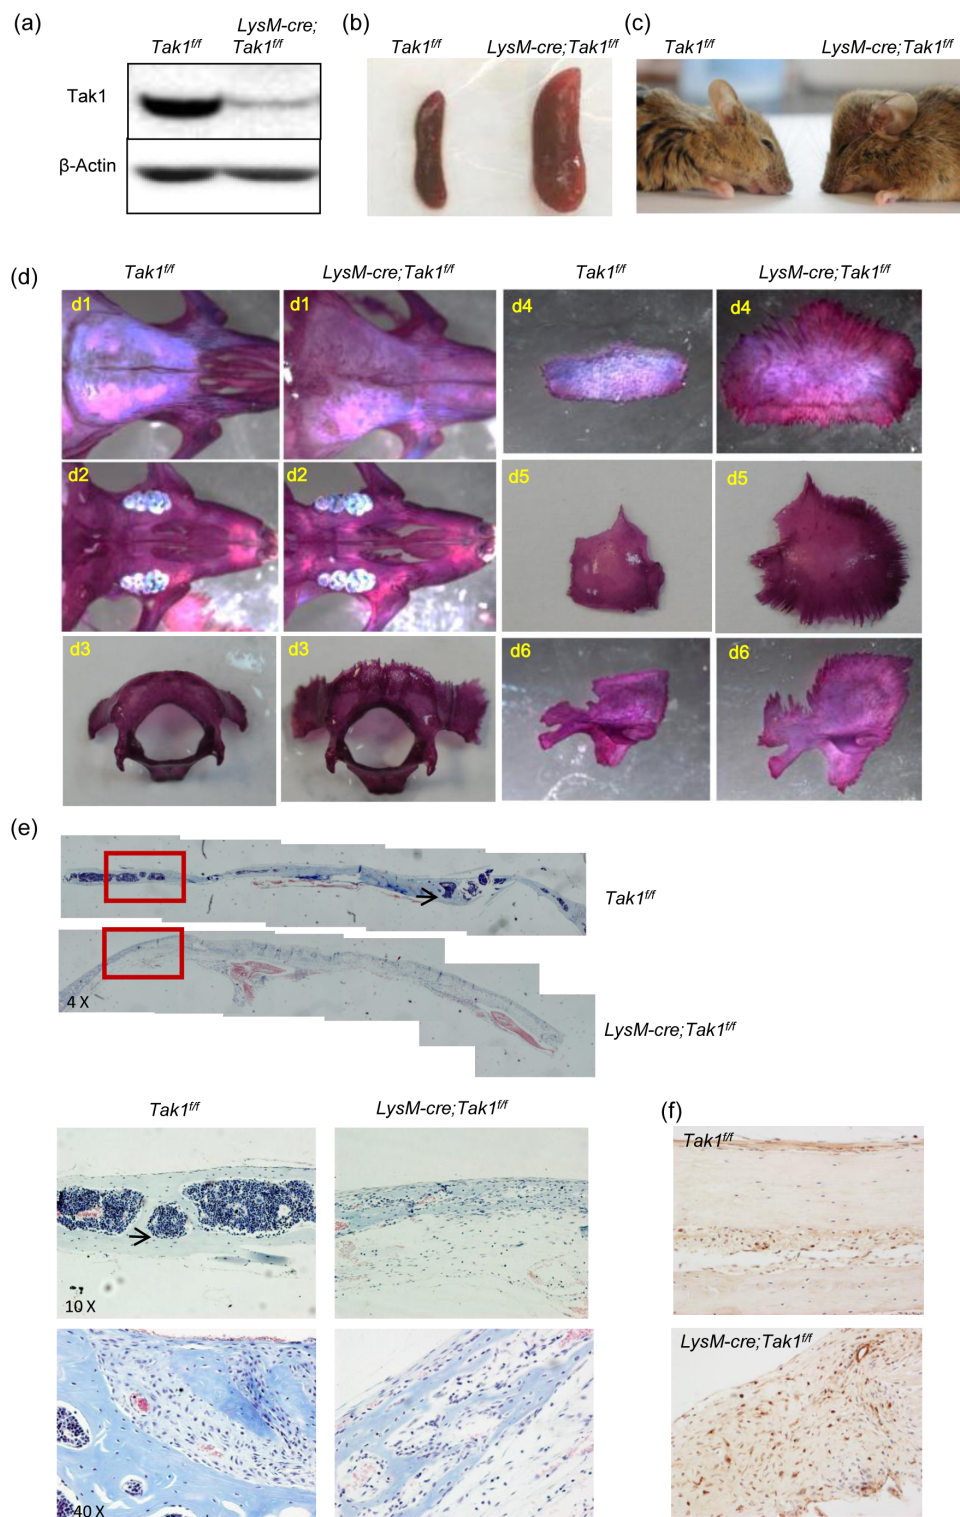 (a)
Tak1f/f
LysM-cre;
Tak1f/f
Tak1
β-Actin
(b)
Tak1f/f
LysM-cre;Tak1f/f
(c)
Tak1f/f
LysM-cre;Tak1f/f
(d)
Tak1f/f
LysM-cre;Tak1f/f
Tak1f/f
LysM-cre;Tak1f/f
d1
d1
d4
d4
d2
d2
d5
d5
d3
d3
d6
d6
(e)
Tak1f/f
4 X
LysM-cre;Tak1f/f
Tak1f/f
LysM-cre;Tak1f/f
10 X
40 X
(f)
Tak1f/f
LysM-cre;Tak1f/f